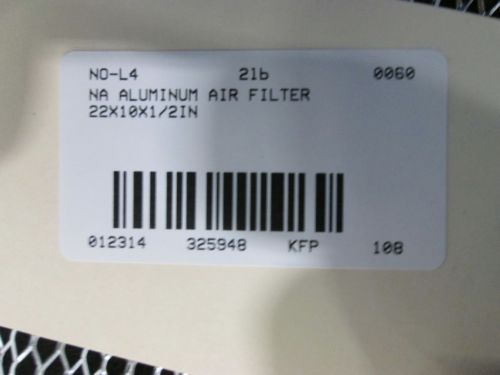 NO-L4 21b 0060
NA ALUMINUM AIR FILTER
22X10X1/2IN
012314 325948 KFP 108